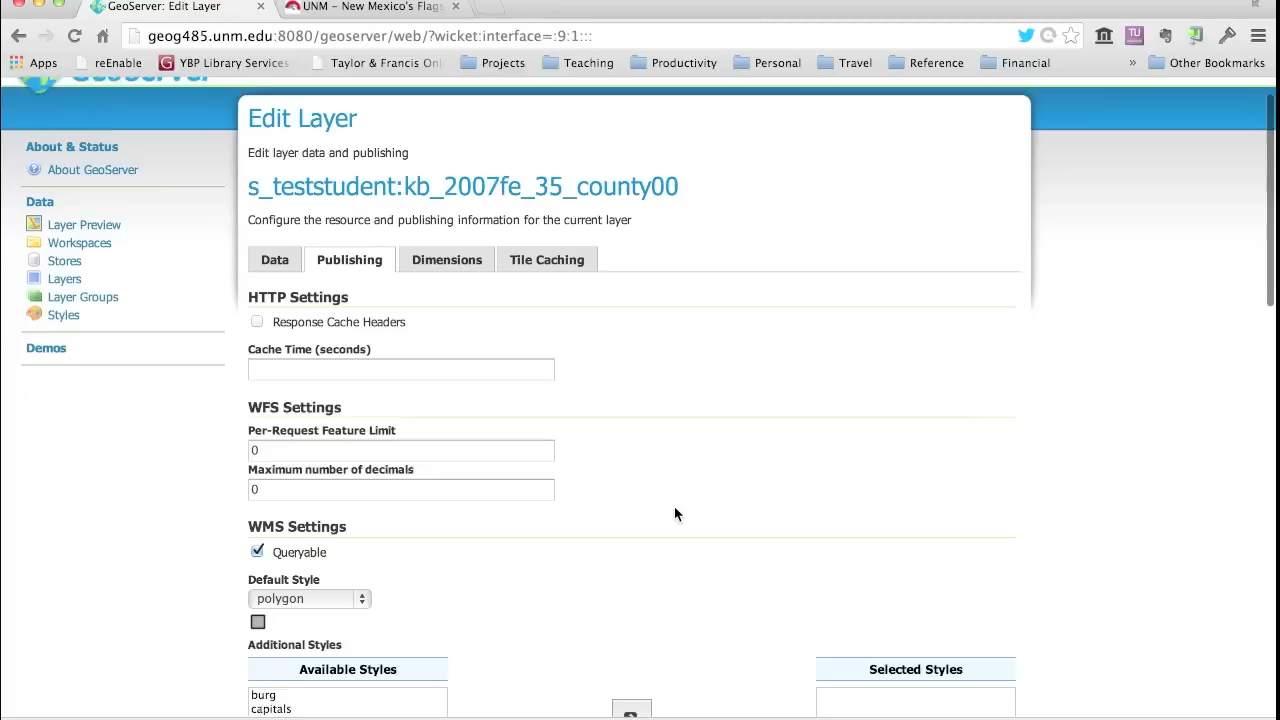 GeoServer: Edit Layer
UNM – New Mexico's Flags
geog485.unm.edu:8080/geoserver/web/?wicket:interface=:9:1:::
Apps reEnable YBP Library Servic Taylor & Francis On Projects Teaching Productivity Personal Travel Reference Financial » Other Bookmarks
GeoServer
About & Status
About GeoServer
Data
Layer Preview
Workspaces
Stores
Layers
Layer Groups
Styles
Demos
Edit Layer
Edit layer data and publishing
s_teststudent:kb_2007fe_35_county00
Configure the resource and publishing information for the current layer
Data Publishing Dimensions Tile Caching
HTTP Settings
Response Cache Headers
Cache Time (seconds)
WFS Settings
Per-Request Feature Limit
0
Maximum number of decimals
0
WMS Settings
Queryable
Default Style
polygon
Additional Styles
Available Styles Selected Styles
burg
capitals